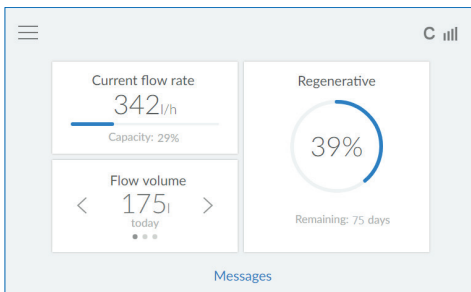 C
Current flow rate
342l/h
Capacity: 29%
Flow volume
175l
today
Regenerative
39%
Remaining: 75 days
Messages